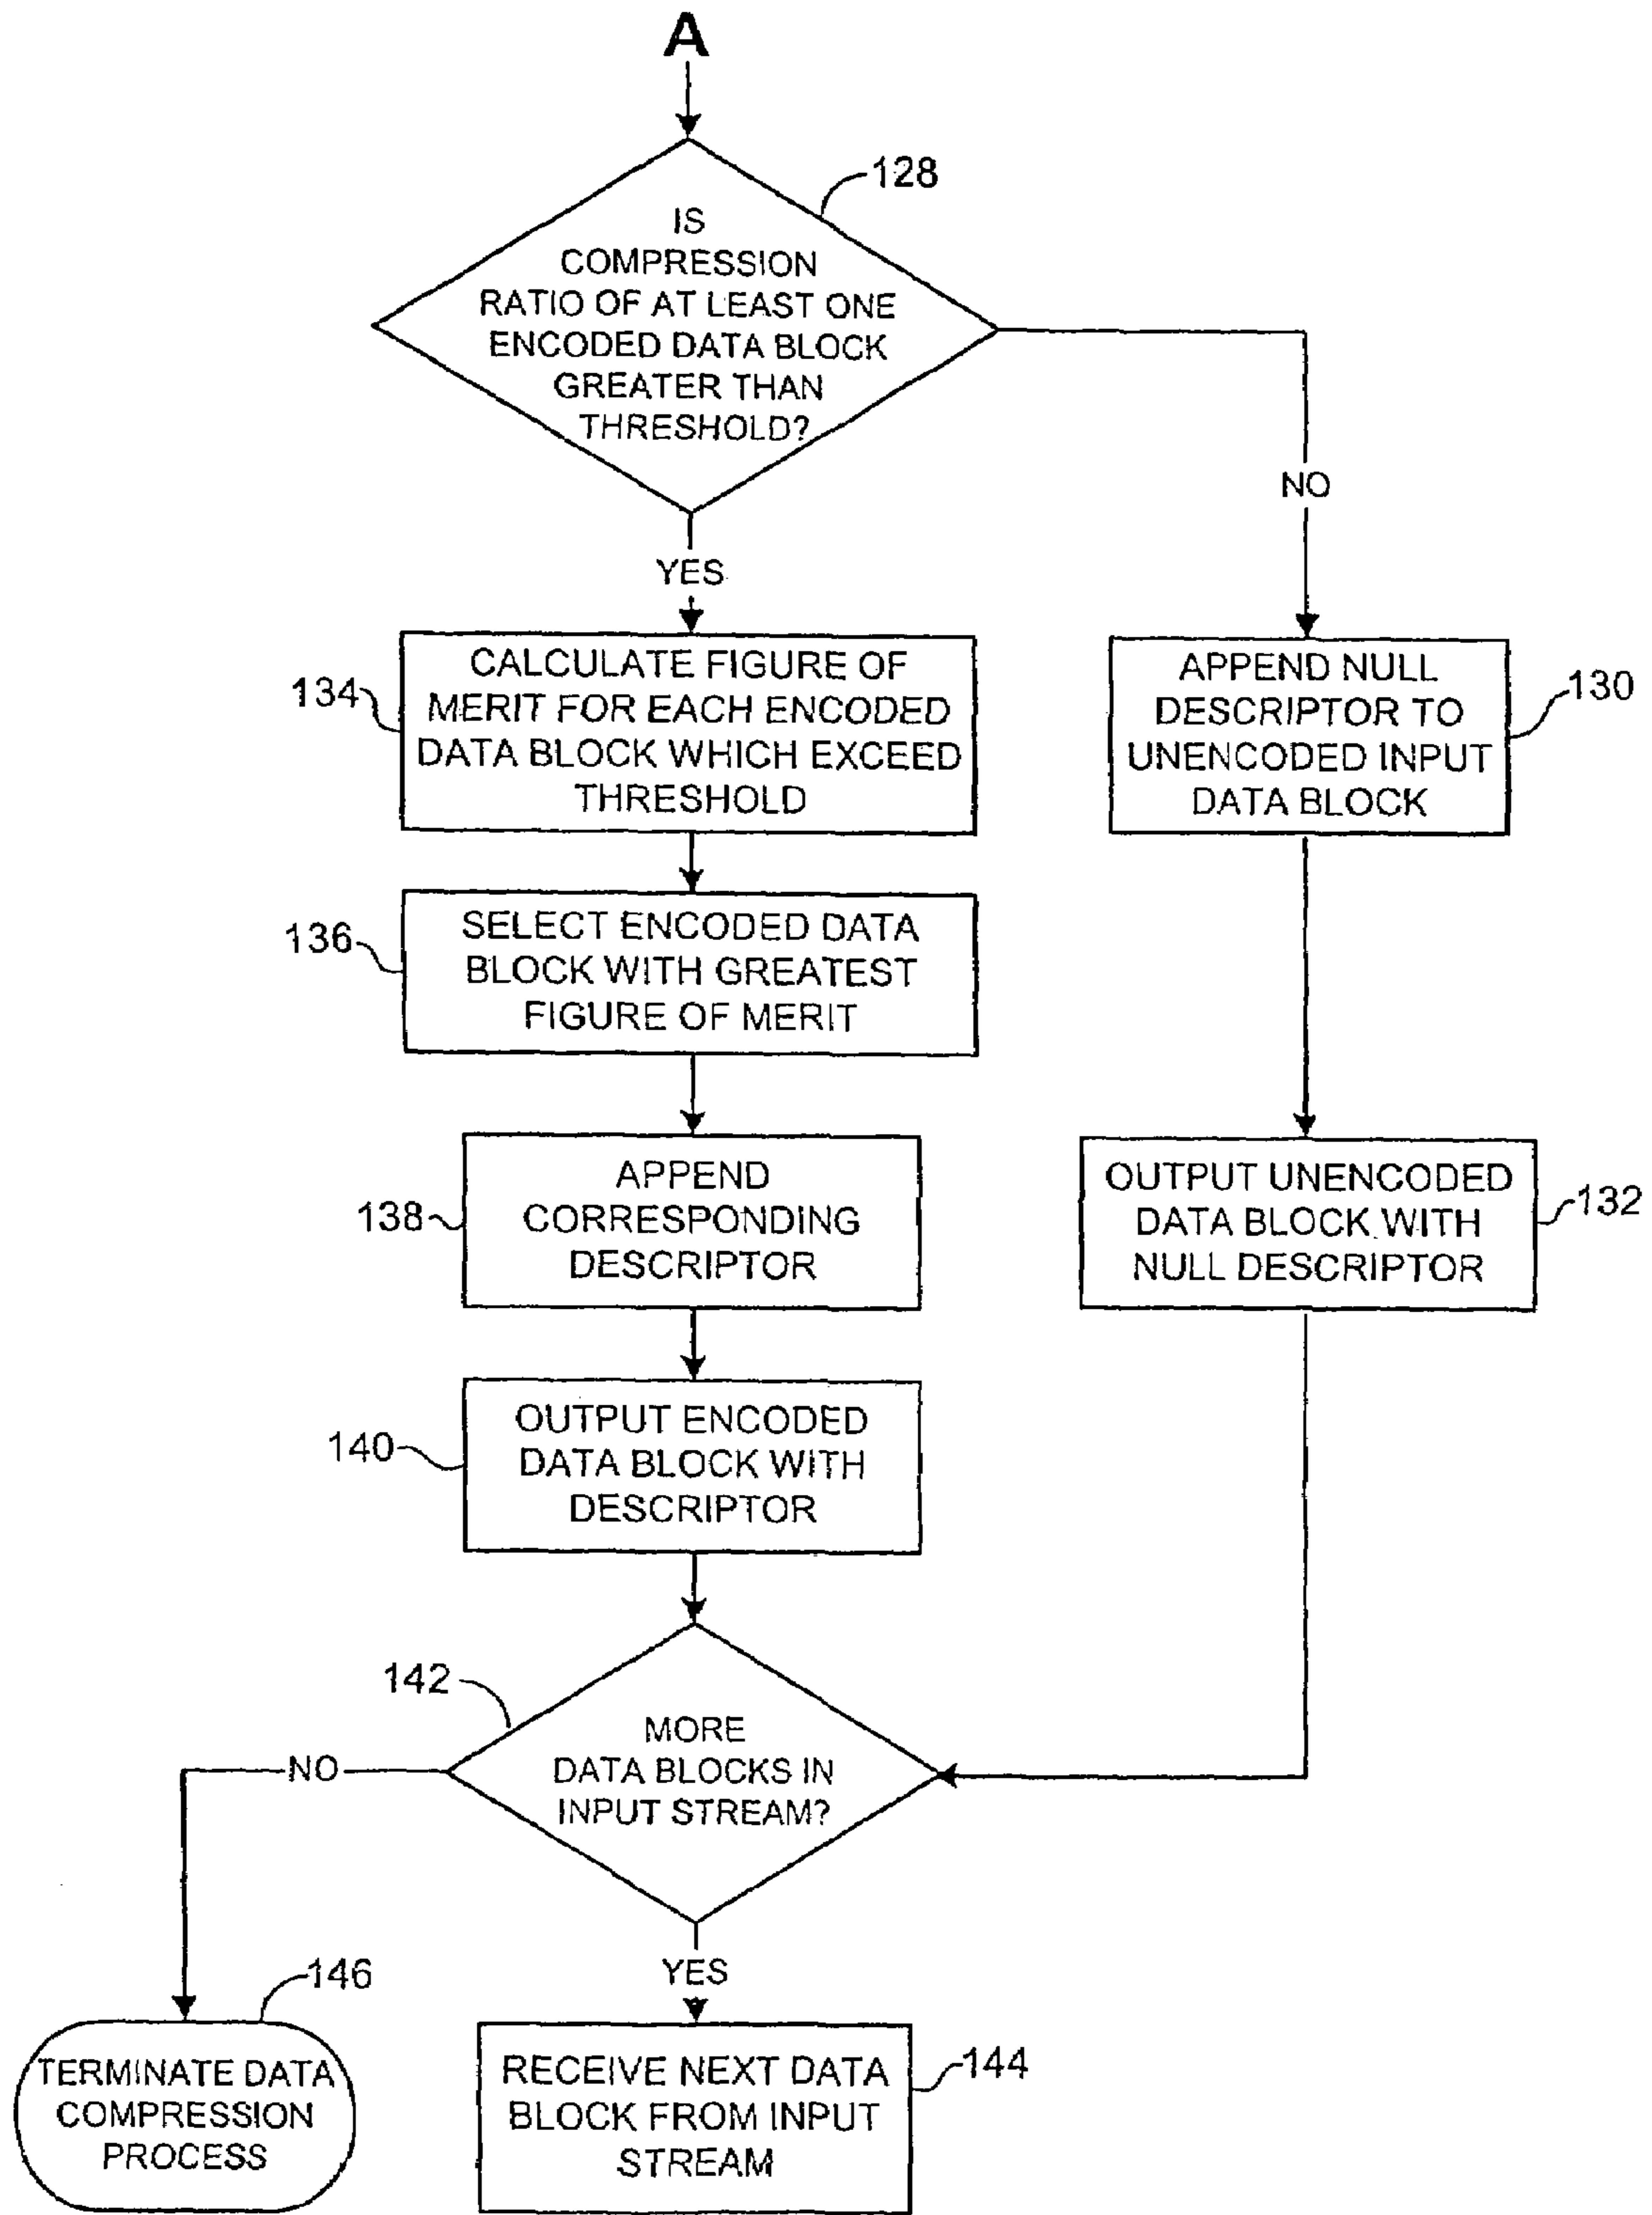 A
128
IS
COMPRESSION
RATIO OF AT LEAST ONE
ENCODED DATA BLOCK
GREATER THAN
THRESHOLD?
NO
YES
134
CALCULATE FIGURE OF
MERIT FOR EACH ENCODED
DATA BLOCK WHICH EXCEED
THRESHOLD
APPEND NULL
DESCRIPTOR TO
UNENCODED INPUT
DATA BLOCK
130
136
SELECT ENCODED DATA
BLOCK WITH GREATEST
FIGURE OF MERIT
138
APPEND
CORRESPONDING
DESCRIPTOR
OUTPUT UNENCODED
DATA BLOCK WITH
NULL DESCRIPTOR
132
140
OUTPUT ENCODED
DATA BLOCK WITH
DESCRIPTOR
142
MORE
DATA BLOCKS IN
INPUT STREAM?
NO
YES
146
TERMINATE DATA
COMPRESSION
PROCESS
RECEIVE NEXT DATA
BLOCK FROM INPUT
STREAM
144